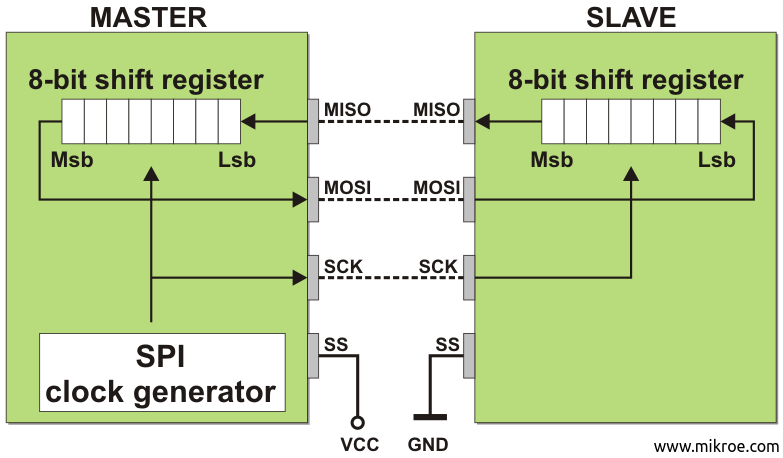 MASTER
SLAVE
8-bit shift register
8-bit shift register
MISO
MISO
Msb
Lsb
Msb
Lsb
MOSI
MOSI
SCK
SCK
SS
SS
SPI
clock generator
VCC
GND
www.mikroe.com